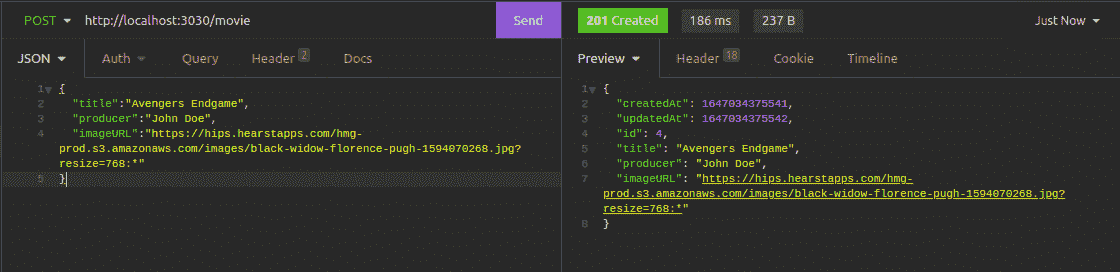 POST http://localhost:3030/movie Send 201 Created 186 ms 237 B Just Now
JSON Auth Query Header 2 Docs Preview Header 18 Cookie Timeline
1 {
2 "title":"Avengers Endgame",
3 "producer":"John Doe",
4 "imageURL":"https://hips.hearstapps.com/hmg-
prod.s3.amazonaws.com/images/black-widow-florence-pugh-1594070268.jpg?
resize=768:*"
5 }
1 {
2 "createdAt": 1647034375541,
3 "updatedAt": 1647034375542,
4 "id": 4,
5 "title": "Avengers Endgame",
6 "producer": "John Doe",
7 "imageURL": "https://hips.hearstapps.com/hmg-
prod.s3.amazonaws.com/images/black-widow-florence-pugh-1594070268.jpg?
resize=768:*"
8 }